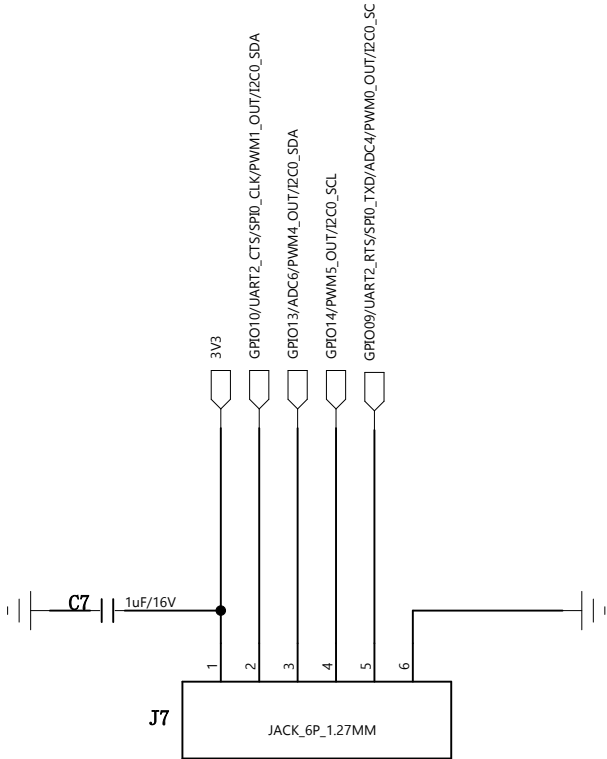 3V3
GPIO10/UART2_CTS/SPI0_CLK/PWM1_OUT/I2C0_SDA
GPIO13/ADC6/PWM4_OUT/I2C0_SDA
GPIO14/PWM5_OUT/I2C0_SCL
GPIO09/UART2_RTS/SPI0_TXD/ADC4/PWM0_OUT/I2C0_SC
C7 1uF/16V
1 2 3 4 5 6
J7
JACK_6P_1.27MM